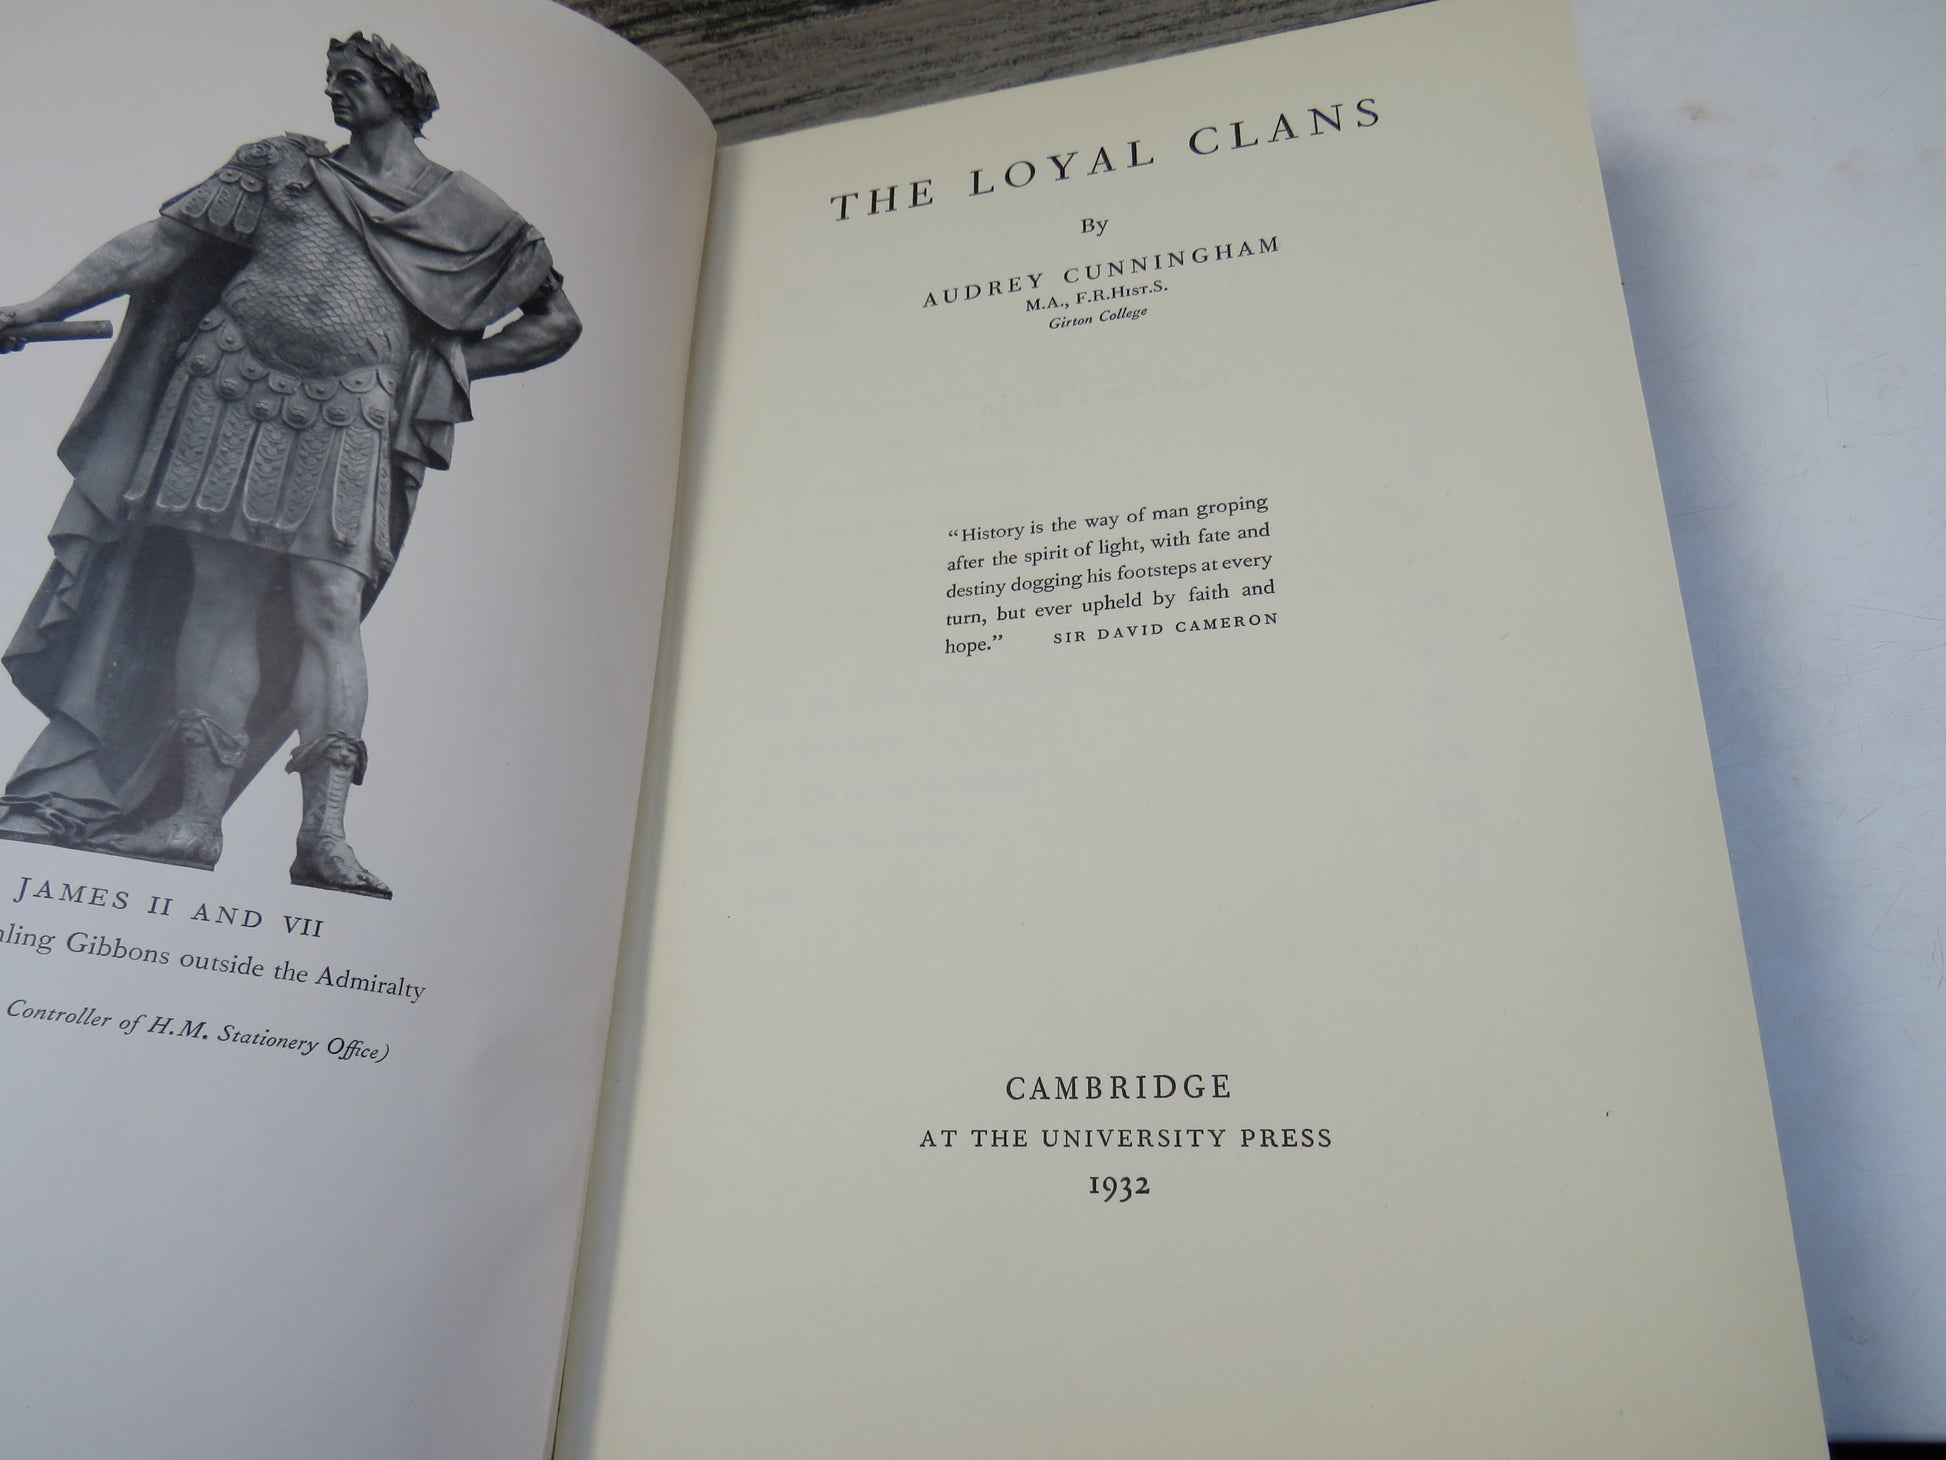 JAMES II AND VII
Gibbons outside the Admiralty
Controller of H.M. Stationery Office)
THE LOYAL CLANS
By
AUDREY CUNNINGHAM
M.A., F.R.HIST.S.
Girton College
“History is the way of man groping
after the spirit of light, with fate and
destiny dogging his footsteps at every
turn, but ever upheld by faith and
hope.” SIR DAVID CAMERON
CAMBRIDGE
AT THE UNIVERSITY PRESS
1932